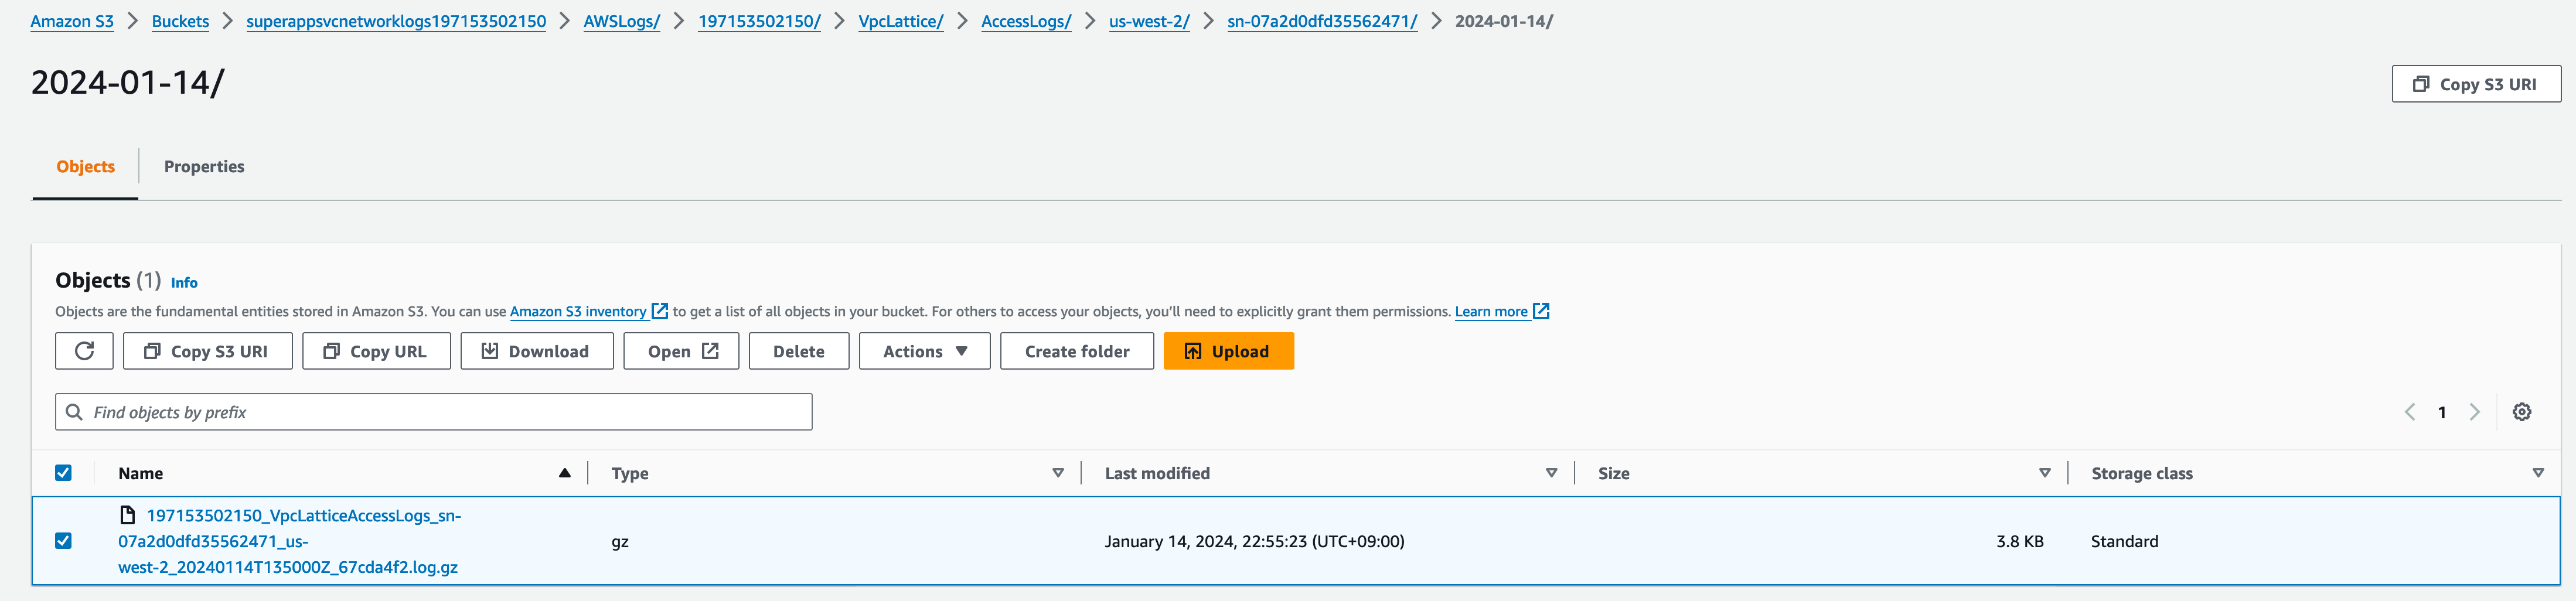 Amazon S3 > Buckets > superappsvcnetworklogs197153502150 > AWSLogs/ > 197153502150/ > VpcLattice/ > AccessLogs/ > us-west-2/ > sn-07a2d0dfd35562471/ > 2024-01-14/
2024-01-14/
Copy S3 URI
Objects Properties
Objects (1) Info
Objects are the fundamental entities stored in Amazon S3. You can use Amazon S3 inventory to get a list of all objects in your bucket. For others to access your objects, you'll need to explicitly grant them permissions. Learn more
Copy S3 URI Copy URL Download Open Delete Actions Create folder Upload
Find objects by prefix
1
Name Type Last modified Size Storage class
197153502150_VpcLatticeAccessLogs_sn-
07a2d0dfd35562471_us-
west-2_20240114T135000Z_67cda4f2.log.gz
gz January 14, 2024, 22:55:23 (UTC+09:00) 3.8 KB Standard